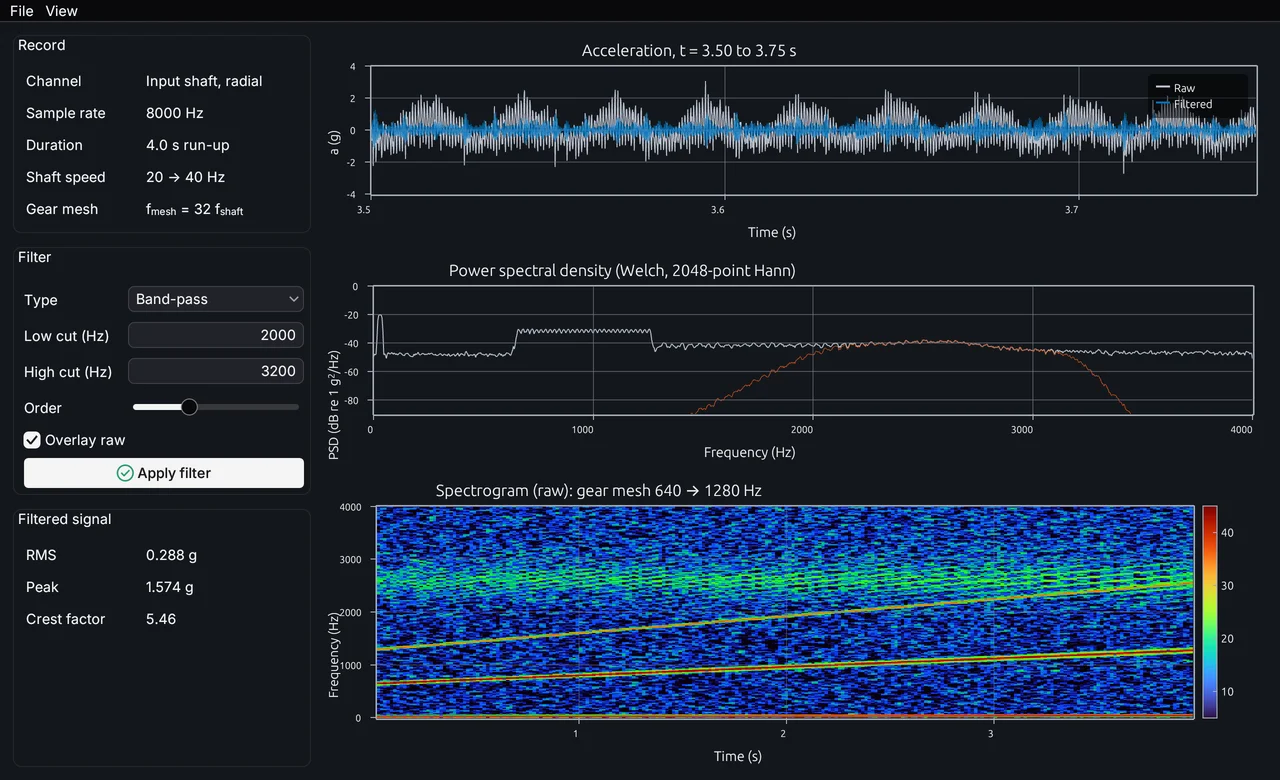 File View
Record
Channel Input shaft, radial
Sample rate 8000 Hz
Duration 4.0 s run-up
Shaft speed 20 → 40 Hz
Gear mesh fmesh = 32 fshaft
Filter
Type Band-pass
Low cut (Hz) 2000
High cut (Hz) 3200
Order
Overlay raw
Apply filter
Filtered signal
RMS 0.288 g
Peak 1.574 g
Crest factor 5.46
Acceleration, t = 3.50 to 3.75 s
a (g)
4
2
0
-2
-4
Raw
Filtered
3.5 3.6 3.7
Time (s)
Power spectral density (Welch, 2048-point Hann)
PSD (dB re 1 g²/Hz)
0
-20
-40
-60
-80
0 1000 2000 3000 4000
Frequency (Hz)
Spectrogram (raw): gear mesh 640 → 1280 Hz
Frequency (Hz)
4000
3000
2000
1000
0
1 2 3
Time (s)
40
30
20
10